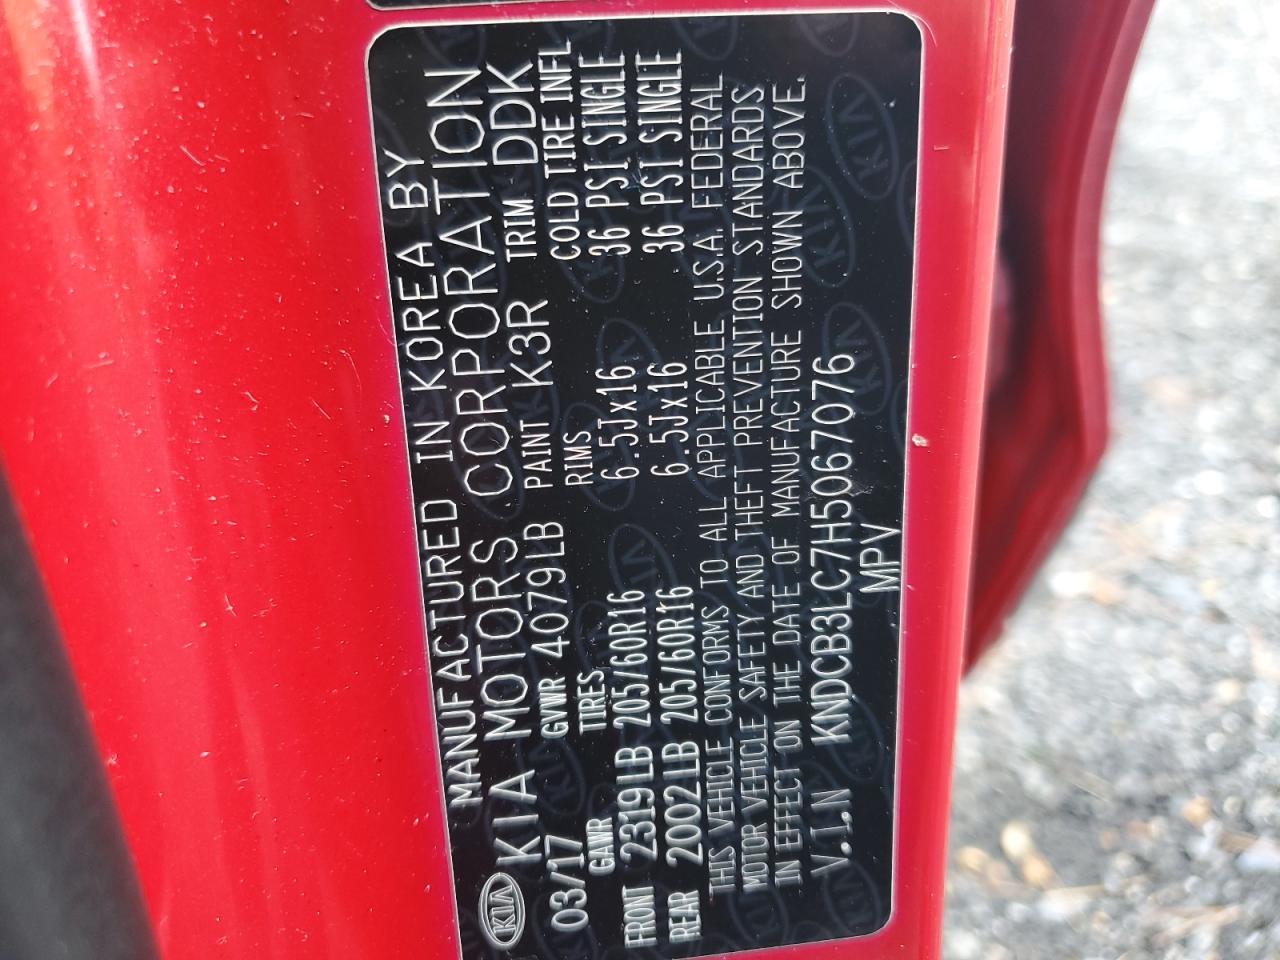 MANUFACTURED IN KOREA BY
KIA KIA MOTORS CORPORATION
03/17 GVWR 4079LB PAINT K3R TRIM DDK
GAWR TIRES RIMS COLD TIRE INFL
FRONT 2319LB 205/60R16 6.5Jx16 36 PSI SINGLE
REAR 2002LB 205/60R16 6.5Jx16 36 PSI SINGLE
THIS VEHICLE CONFORMS TO ALL APPLICABLE U.S.A. FEDERAL
MOTOR VEHICLE SAFETY AND THEFT PREVENTION STANDARDS
IN EFFECT ON THE DATE OF MANUFACTURE SHOWN ABOVE.
V.I.N KNDCB3LC7H5067076
MPV